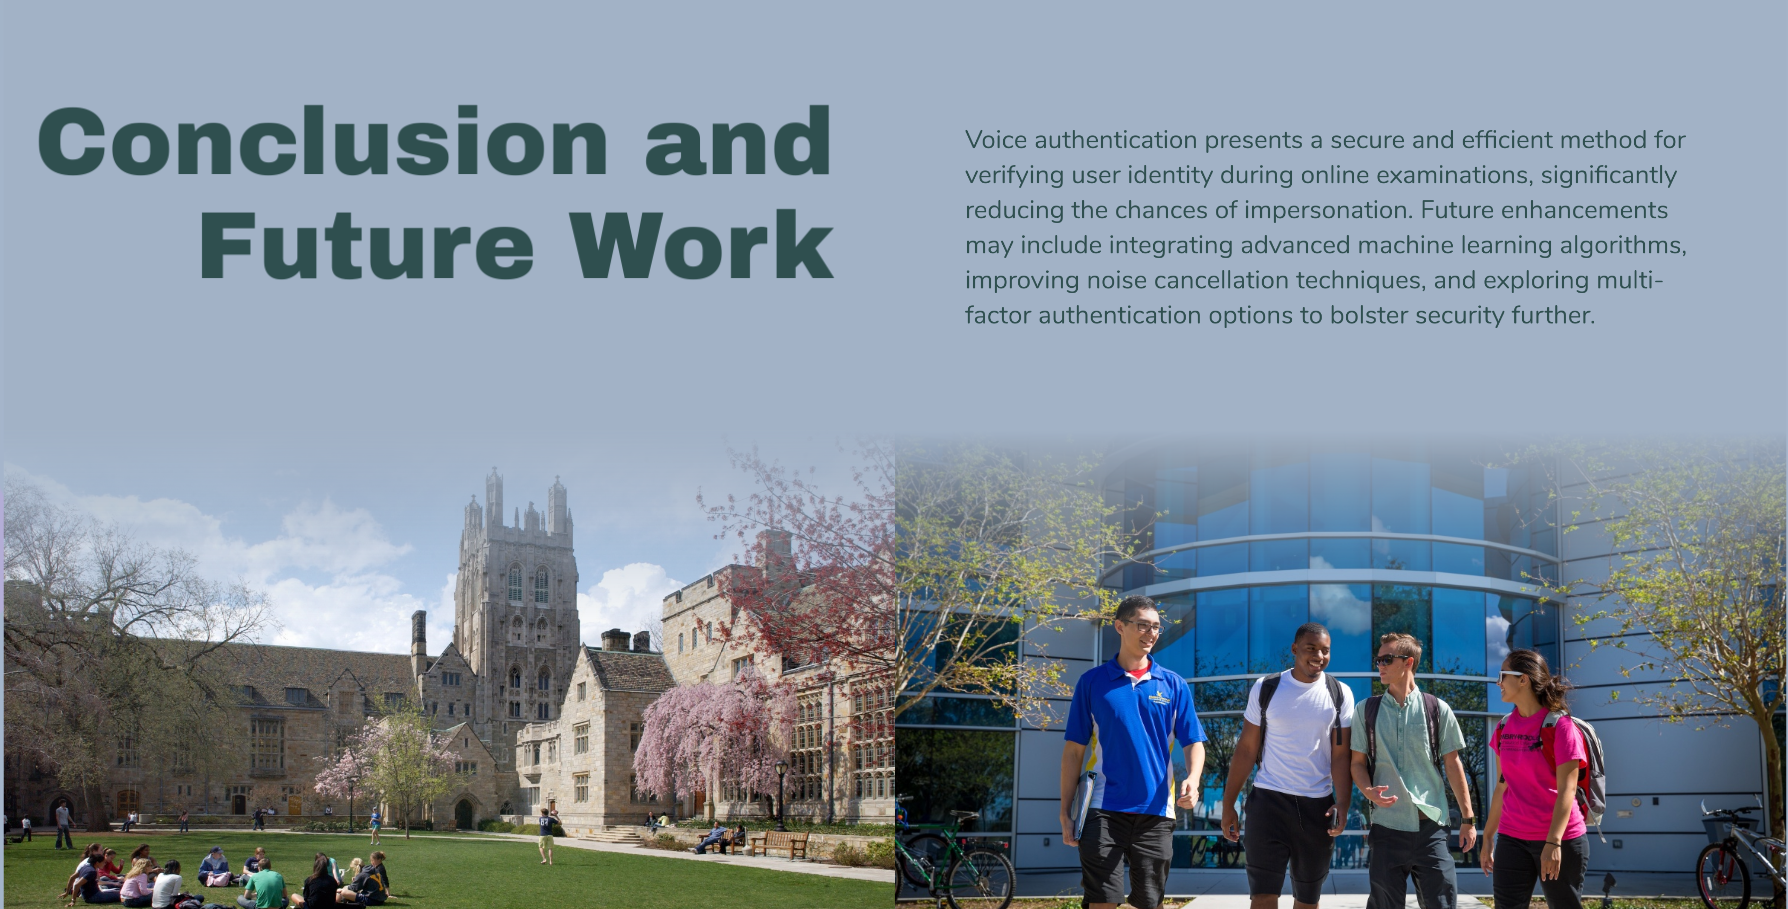 Conclusion and
Future Work
Voice authentication presents a secure and efficient method for
verifying user identity during online examinations, significantly
reducing the chances of impersonation. Future enhancements
may include integrating advanced machine learning algorithms,
improving noise cancellation techniques, and exploring multi-
factor authentication options to bolster security further.